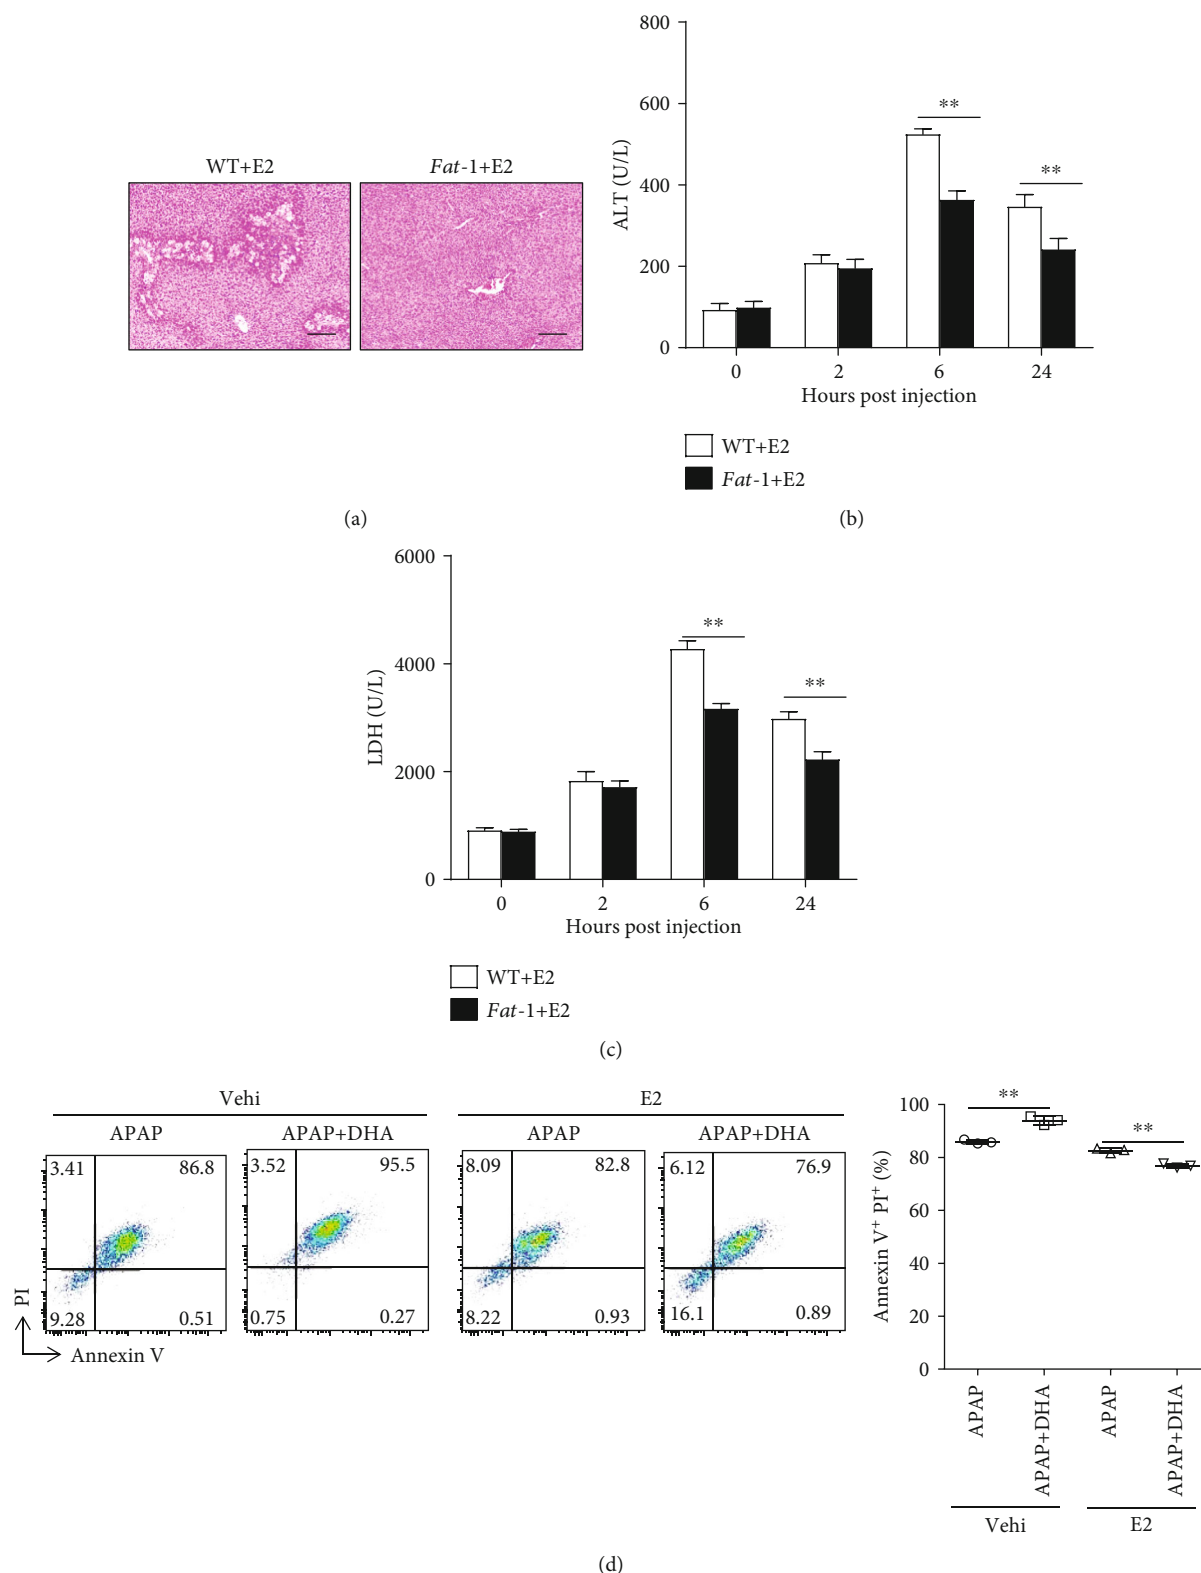 WT+E2
Fat-1+E2
(a)
800
600
400
200
0
ALT (U/L)
**
**
0 2 6 24
Hours post injection
WT+E2
Fat-1+E2
(b)
6000
4000
2000
0
LDH (U/L)
**
**
0 2 6 24
Hours post injection
WT+E2
Fat-1+E2
(c)
Vehi
E2
APAP
APAP+DHA
APAP
APAP+DHA
3.41 86.8
9.28 0.51
3.52 95.5
0.75 0.27
8.09 82.8
8.22 0.93
6.12 76.9
16.1 0.89
PI
Annexin V
100
80
60
40
20
0
Annexin V+ PI+ (%)
**
**
APAP
APAP+DHA
APAP
APAP+DHA
Vehi
E2
(d)